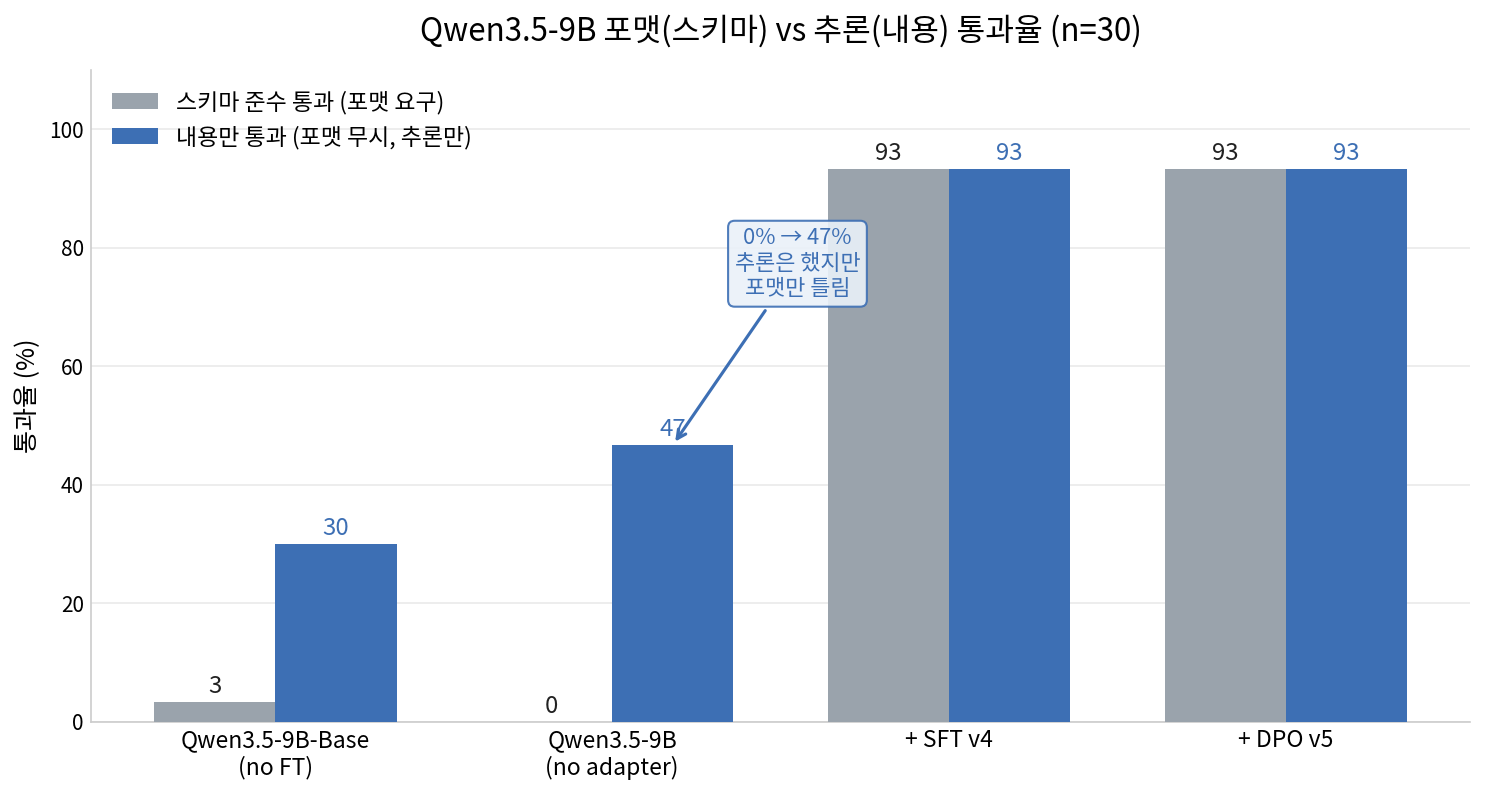 Qwen3.5-9B 포맷(스키마) vs 추론(내용) 통과율 (n=30)
스키마 준수 통과 (포맷 요구)
내용만 통과 (포맷 무시, 추론만)
통과율 (%)
100
80
60
40
20
0
3
30
0
47
93
93
93
93
0% → 47%
추론은 했지만
포맷만 틀림
Qwen3.5-9B-Base
(no FT)
Qwen3.5-9B
(no adapter)
+ SFT v4
+ DPO v5